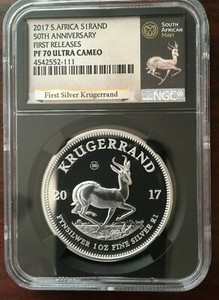 2017 S.AFRICA S1RAND
50TH ANNIVERSARY
FIRST RELEASES
PF 70 ULTRA CAMEO
4542552-111
First Silver Krugerrand
SOUTH
AFRICAN
MINT
NGC
KRUGERRAND
50
20 17
FYNSILWER 1 OZ FINE SILVER R1